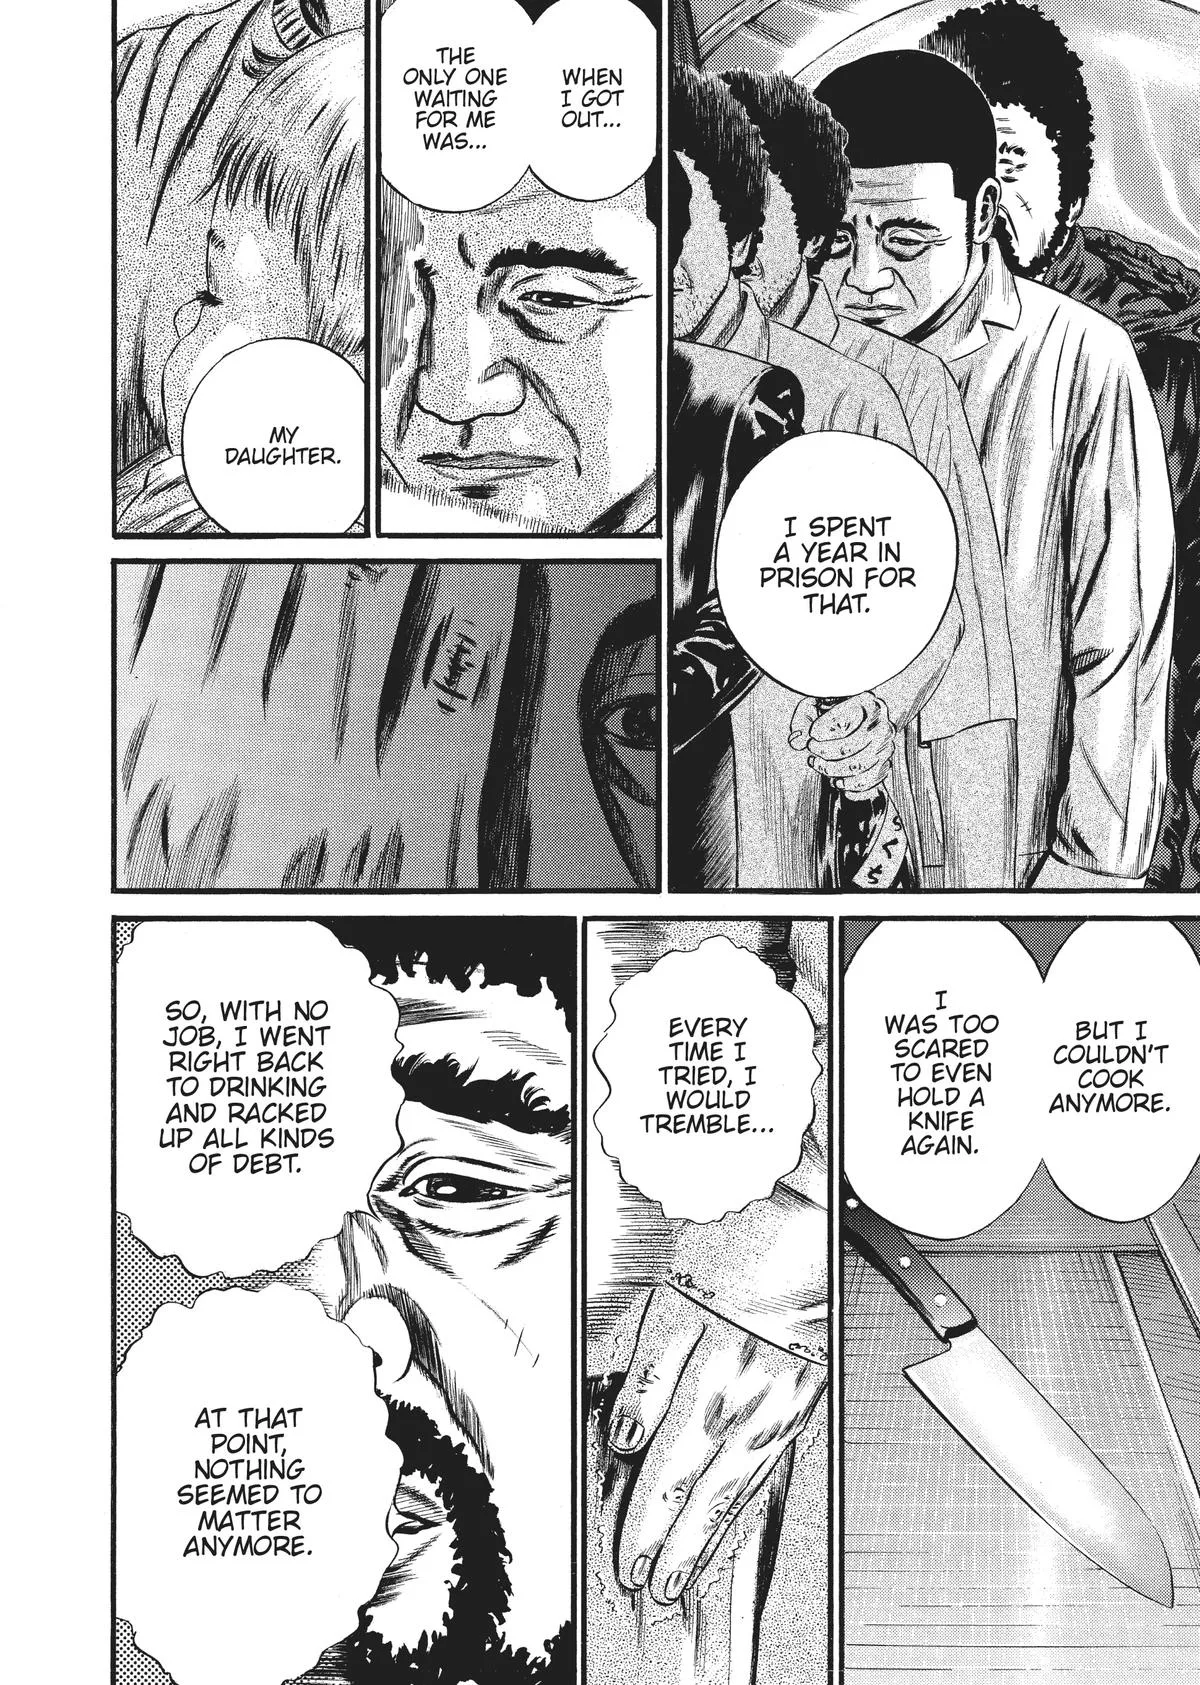 I SPENT
A YEAR IN
PRISON FOR
THAT.
WHEN
I GOT
OUT...
THE
ONLY ONE
WAITING
FOR ME
WAS...
MY
DAUGHTER.
らくち
BUT I
COULDN'T
COOK
ANYMORE.
I
WAS TOO
SCARED
TO EVEN
HOLD A
KNIFE
AGAIN.
EVERY
TIME I
TRIED, I
WOULD
TREMBLE...
SO, WITH NO
JOB, I WENT
RIGHT BACK
TO DRINKING
AND RACKED
UP ALL KINDS
OF DEBT.
AT THAT
POINT,
NOTHING
SEEMED TO
MATTER
ANYMORE.